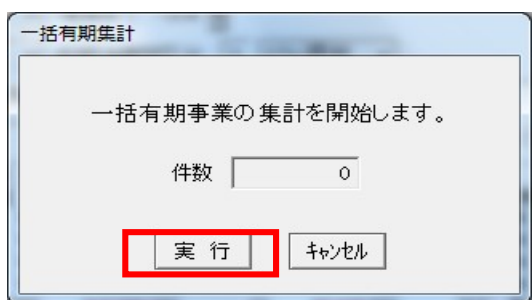 一括有期集計
一括有期事業の集計を開始します。
件数 0
実 行 ｷｬﾝｾﾙ